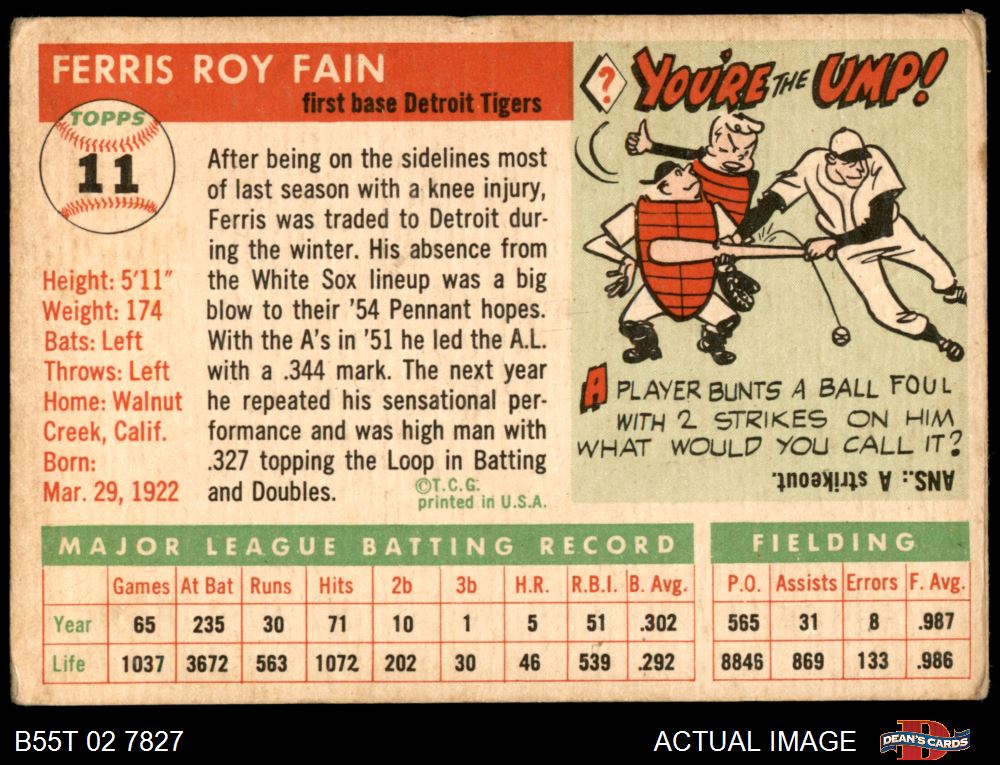 FERRIS ROY FAIN
first base Detroit Tigers
TOPPS
11
Height: 5'11"
Weight: 174
Bats: Left
Throws: Left
Home: Walnut
Creek, Calif.
Born:
Mar. 29, 1922
After being on the sidelines most
of last season with a knee injury,
Ferris was traded to Detroit dur-
ing the winter. His absence from
the White Sox lineup was a big
blow to their '54 Pennant hopes.
With the A's in '51 he led the A.L.
with a .344 mark. The next year
he repeated his sensational per-
formance and was high man with
.327 topping the Loop in Batting
and Doubles.
©T.C.G.
printed in U.S.A.
? YOU'RE THE UMP!
A PLAYER BUNTS A BALL FOUL
WITH 2 STRIKES ON HIM
WHAT WOULD YOU CALL IT?
ANS.: A strikeout.
MAJOR LEAGUE BATTING RECORD
Games At Bat Runs Hits 2b 3b H.R. R.B.I. B. Avg.
Year 65 235 30 71 10 1 5 51 .302
Life 1037 3672 563 1072 202 30 46 539 .292
FIELDING
P.O. Assists Errors F. Avg.
565 31 8 .987
8846 869 133 .986
B55T 02 7827
ACTUAL IMAGE
D
DEAN'S CARDS